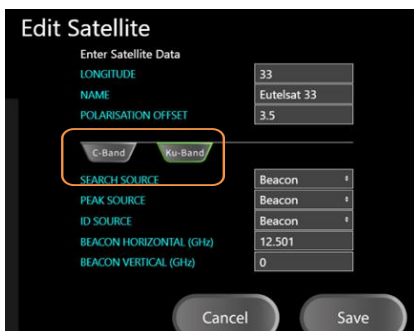 Edit Satellite
Enter Satellite Data
LONGITUDE 33
NAME Eutelsat 33
POLARISATION OFFSET 3.5
C-Band Ku-Band
SEARCH SOURCE Beacon
PEAK SOURCE Beacon
ID SOURCE Beacon
BEACON HORIZONTAL (GHz) 12.501
BEACON VERTICAL (GHz) 0
Cancel Save